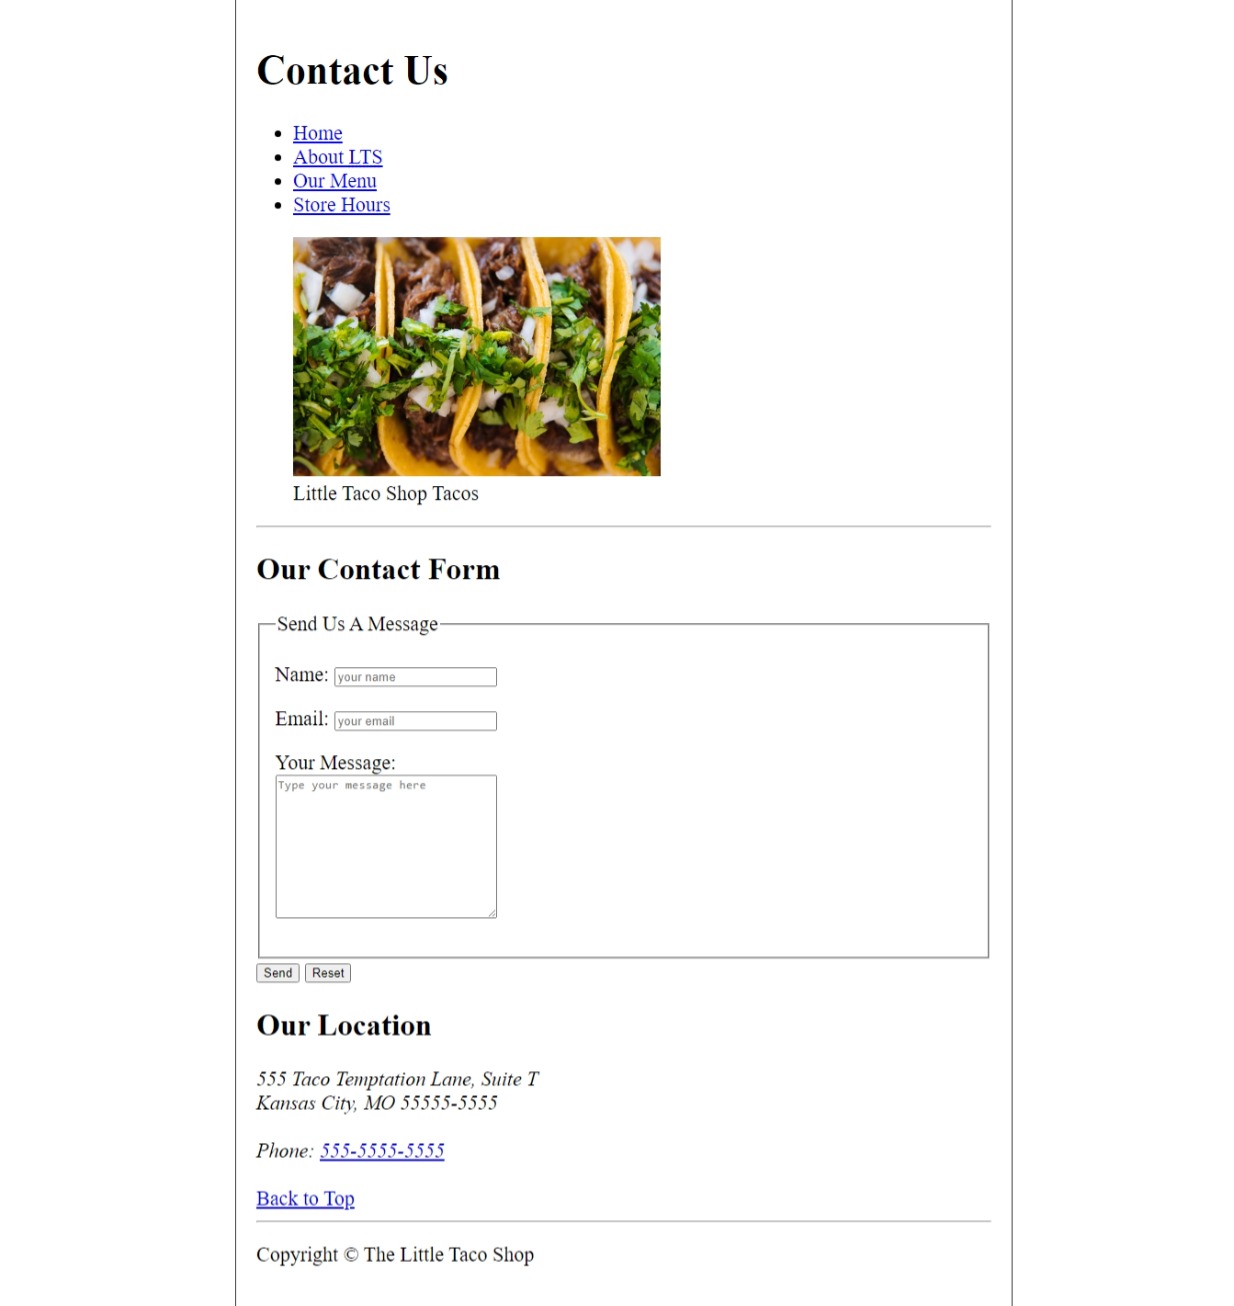 Contact Us
Home
About LTS
Our Menu
Store Hours
Little Taco Shop Tacos
Our Contact Form
Send Us A Message
Name: your name
Email: your email
Your Message:
Type your message here
Send Reset
Our Location
555 Taco Temptation Lane, Suite T
Kansas City, MO 55555-5555
Phone: 555-5555-5555
Back to Top
Copyright © The Little Taco Shop